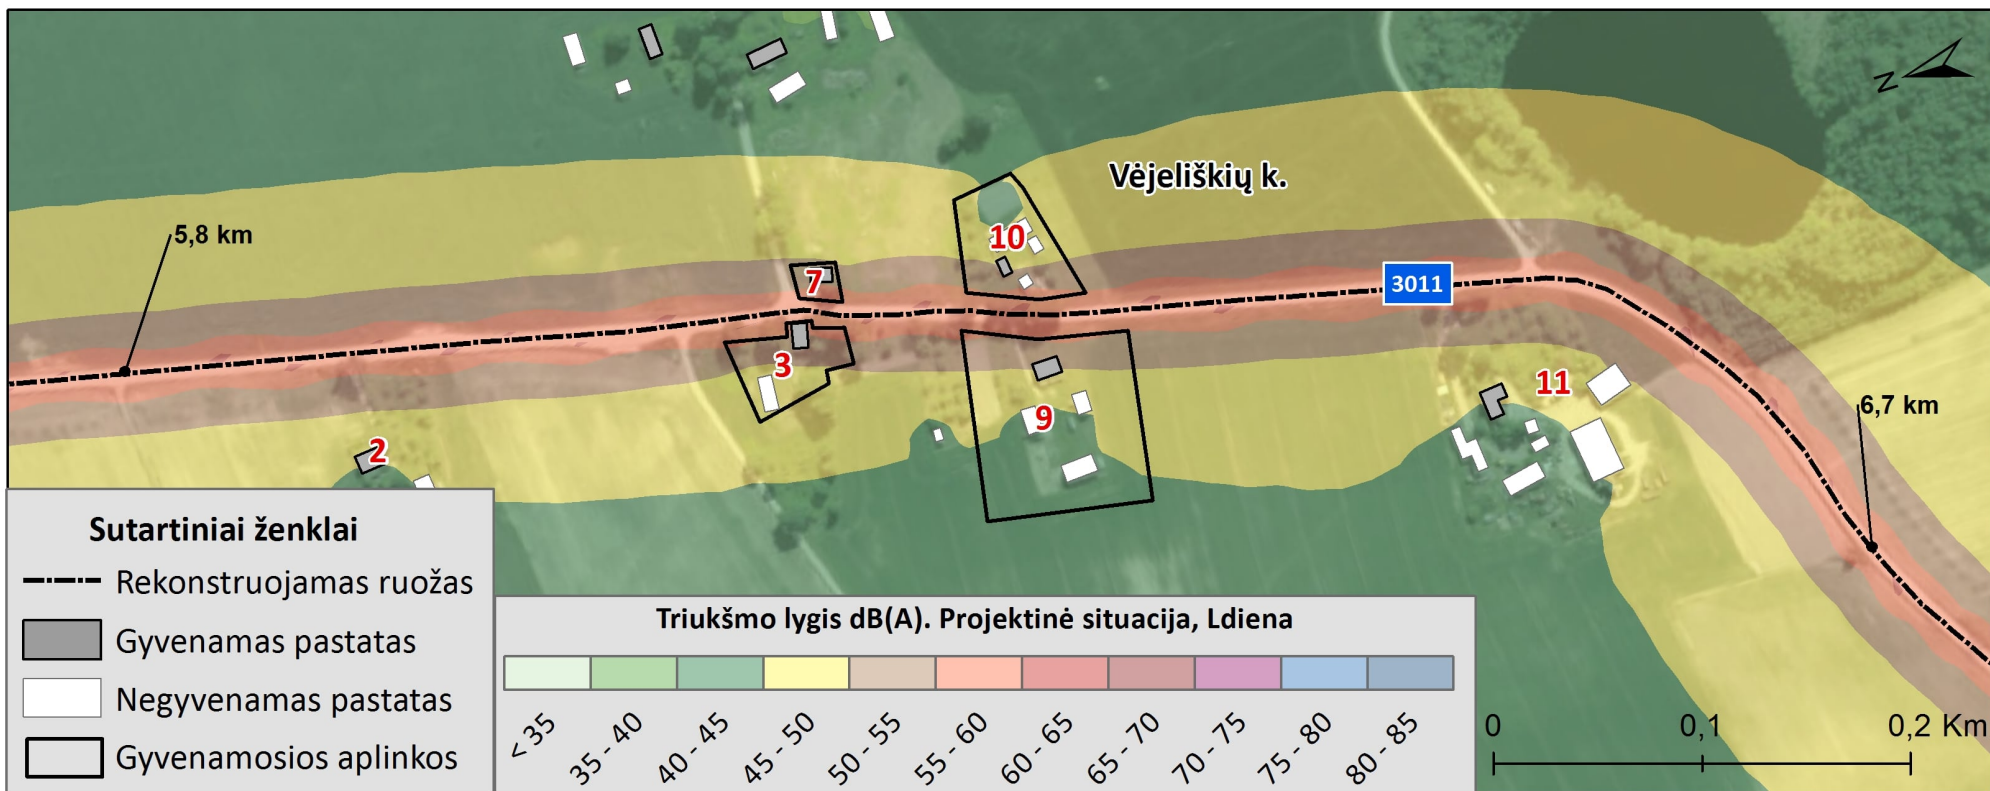 N
Vėjeliškių k.
5,8 km
10
7
3011
3
11
6,7 km
9
2
Sutartiniai ženklai
Rekonstruojamas ruožas
Gyvenamas pastatas
Negyvenamas pastatas
Gyvenamosios aplinkos
Triukšmo lygis dB(A). Projektinė situacija, Ldiena
< 35
35 - 40
40 - 45
45 - 50
50 - 55
55 - 60
60 - 65
65 - 70
70 - 75
75 - 80
80 - 85
0 0,1 0,2 Km